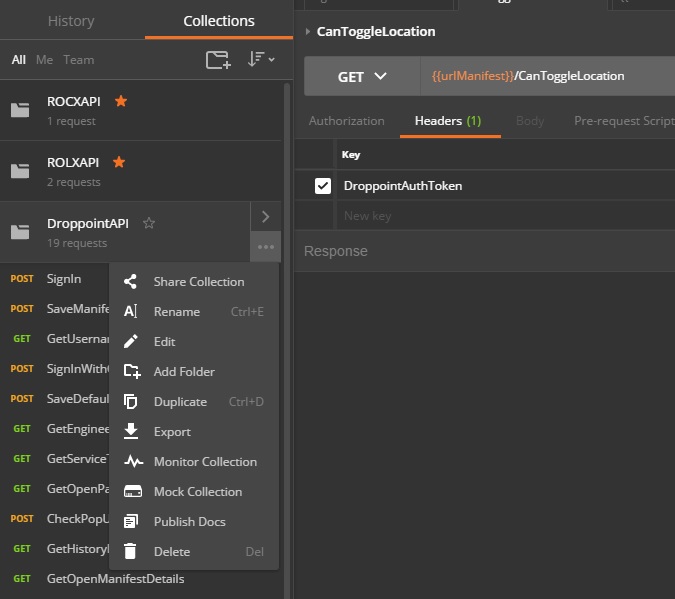 History
Collections
All Me Team
ROCXAPI
1 request
ROLXAPI
2 requests
DroppointAPI
19 requests
POST SignIn
POST SaveManife
GET GetUserna
POST SignInWith
POST SaveDefaul
GET GetEnginee
GET GetService
GET GetOpenPa
POST CheckPopU
GET GetHistory
GET GetOpenManifestDetails
Share Collection
Rename Ctrl+E
Edit
Add Folder
Duplicate Ctrl+D
Export
Monitor Collection
Mock Collection
Publish Docs
Delete Del
CanToggleLocation
GET {{urlManifest}}/CanToggleLocation
Authorization Headers (1) Body Pre-request Script
Key
DroppointAuthToken
New key
Response